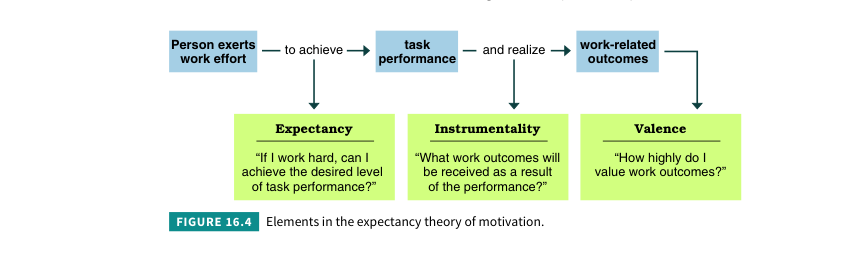 Person exerts
work effort
to achieve
task
performance
and realize
work-related
outcomes
Expectancy
“If I work hard, can I
achieve the desired level
of task performance?”
Instrumentality
“What work outcomes will
be received as a result
of the performance?”
Valence
“How highly do I
value work outcomes?”
FIGURE 16.4 Elements in the expectancy theory of motivation.